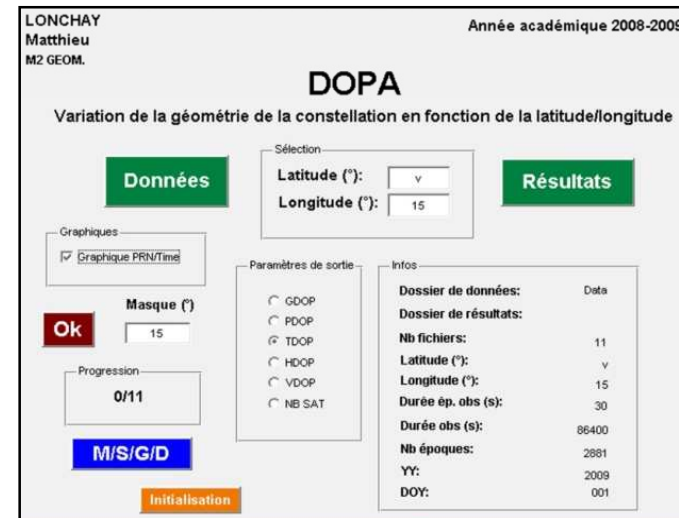 LONCHAY
Matthieu
M2 GEOM.
Année académique 2008-2009
DOPA
Variation de la géométrie de la constellation en fonction de la latitude/longitude
Données
Sélection
Latitude (°): v
Longitude (°): 15
Résultats
Graphiques
Graphique PRN/Time
Masque (°)
15
Ok
Progression
0/11
M/S/G/D
Initialisation
Paramètres de sortie
GDOP
PDOP
TDOP
HDOP
VDOP
NB SAT
Infos
Dossier de données: Data
Dossier de résultats:
Nb fichiers: 11
Latitude (°): v
Longitude (°): 15
Durée ép. obs (s): 30
Durée obs (s): 86400
Nb époques: 2881
YY: 2009
DOY: 001